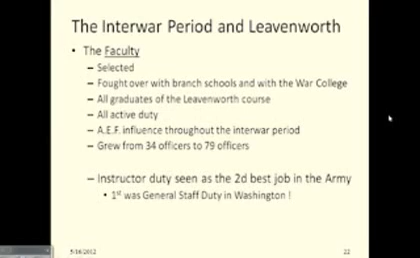 The Interwar Period and Leavenworth
• The Faculty
– Selected
– Fought over with branch schools and with the War College
– All graduates of the Leavenworth course
– All active duty
– A.E.F. influence throughout the interwar period
– Grew from 34 officers to 79 officers
– Instructor duty seen as the 2d best job in the Army
• 1st was General Staff Duty in Washington !
5/16/2012
22